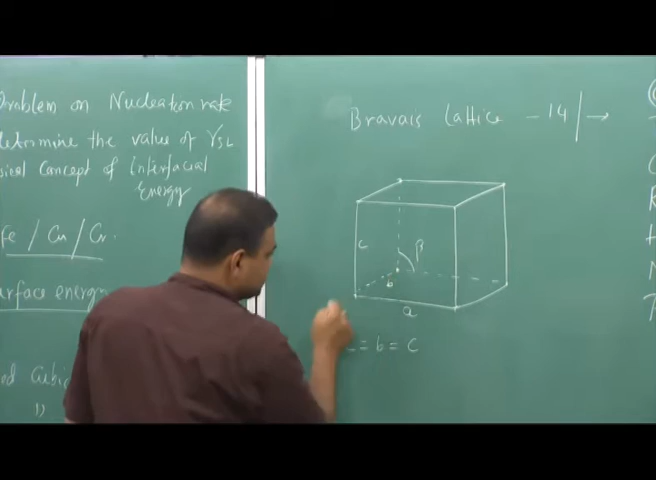 Problem on Nucleation rate
Determine the value of γSL
Concept of Interfacial
Energy
Fe / Cu / Cr.
Surface energy
Cubic
"
Bravais Lattice - 14 →
c
β
b
a
= b = c